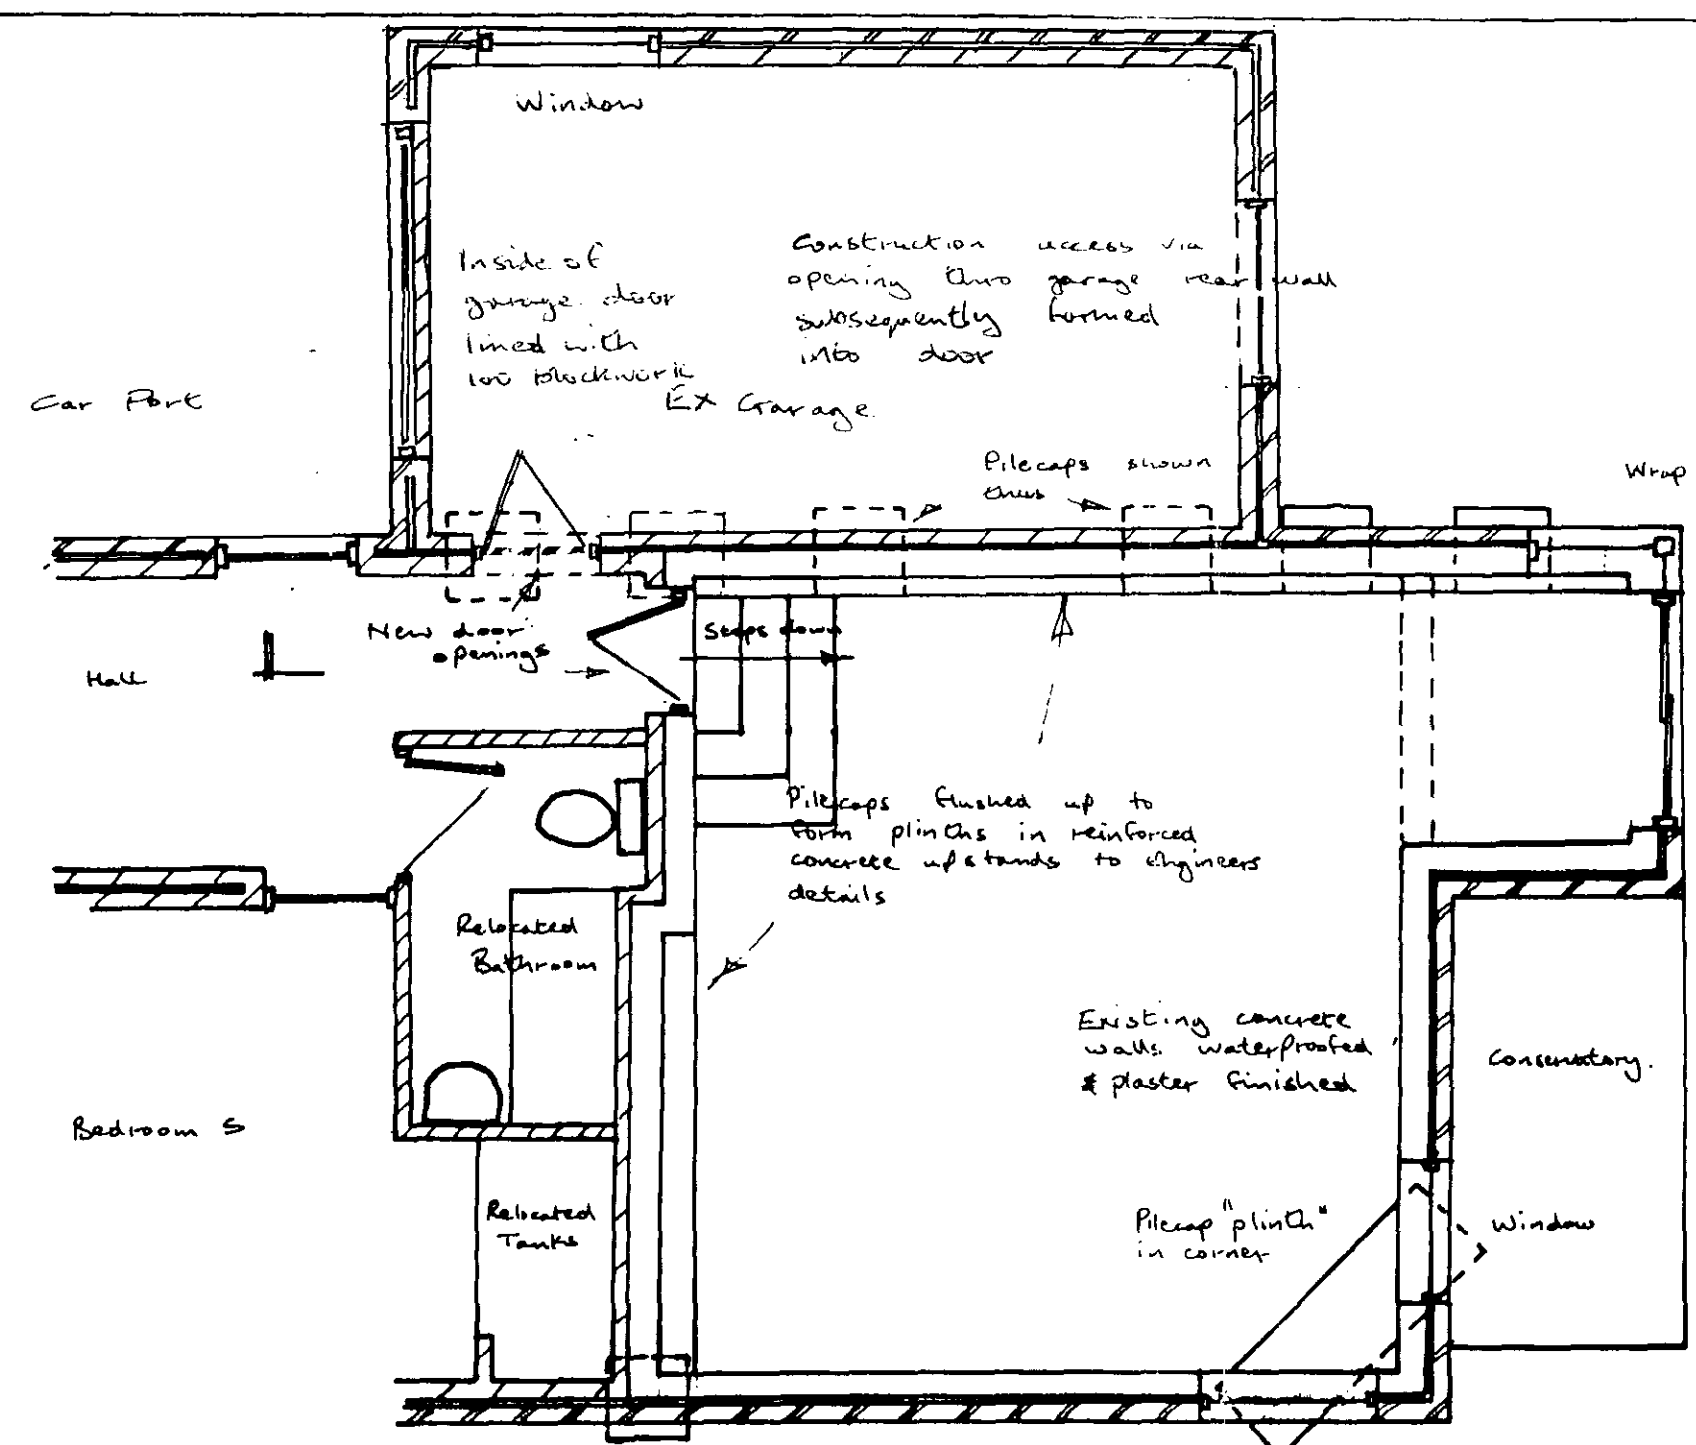 Window
Inside of
garage door
lined with
100 blockwork
Construction access via
opening thro garage rear wall
subsequently formed
into door
Car Port
Ex Garage
Pilecaps shown
thus
Wrap
New door
openings
Steps down
Hall
Pilecaps flushed up to
form plinths in reinforced
concrete upstands to engineers
details
Relocated
Bathroom
Existing concrete
walls waterproofed
& plaster finished
Conservatory.
Bedroom 5
Relocated
Tanks
Pilecap "plinth"
in corner
Window